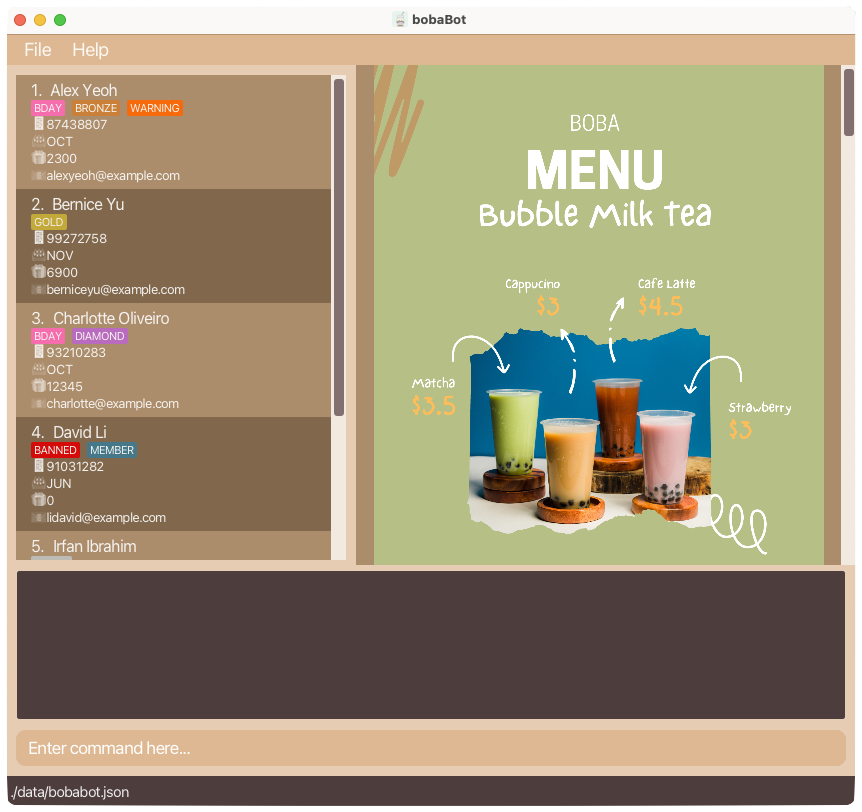 bobaBot
File Help
1. Alex Yeoh
BDAY BRONZE WARNING
87438807
OCT
2300
alexyeoh@example.com
2. Bernice Yu
GOLD
99272758
NOV
6900
berniceyu@example.com
3. Charlotte Oliveiro
BDAY DIAMOND
93210283
OCT
12345
charlotte@example.com
4. David Li
BANNED MEMBER
91031282
JUN
0
lidavid@example.com
5. Irfan Ibrahim
BOBA
MENU
Bubble Milk Tea
Cappucino
$3
Cafe Latte
$4.5
Matcha
$3.5
Strawberry
$3
Enter command here...
./data/bobabot.json